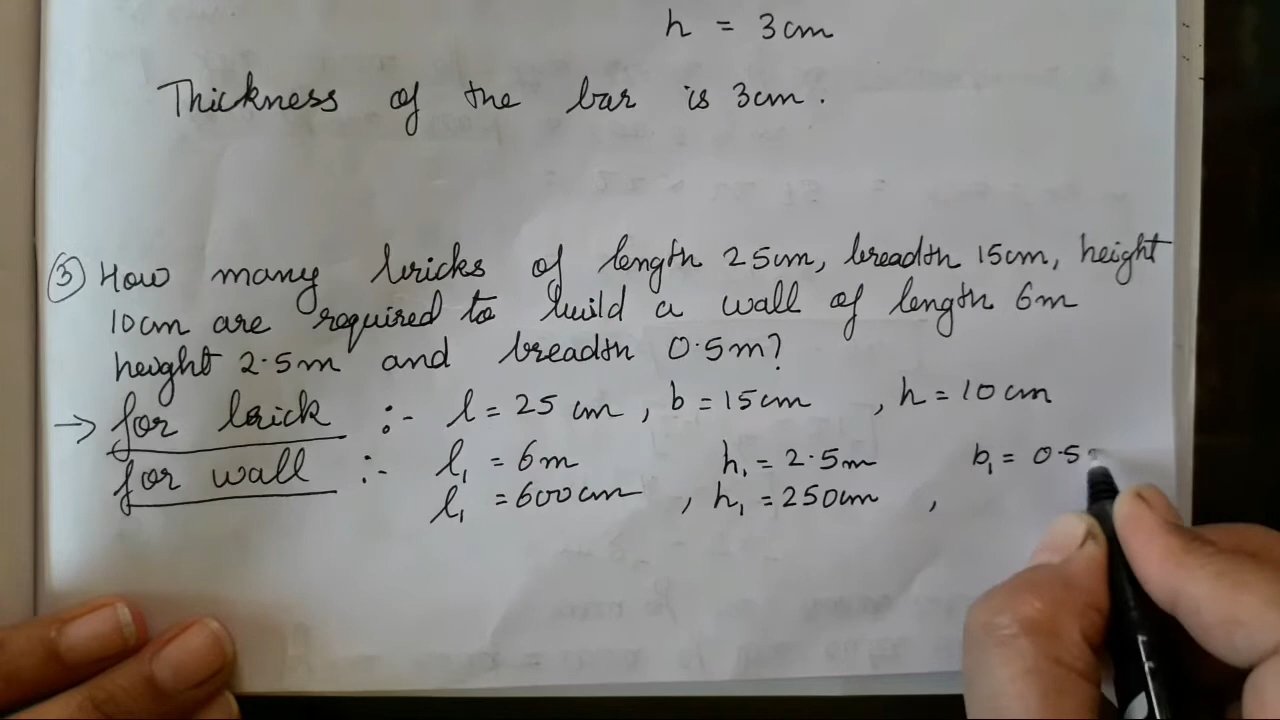 h = 3cm
Thickness of the bar is 3cm.
③ How many bricks of length 25cm, breadth 15cm, height
10cm are required to build a wall of length 6m
height 2.5m and breadth 0.5m?
→ for brick :- l = 25 cm, b = 15cm , h = 10 cm
for wall :- l₁ = 6m h₁ = 2.5m b₁ = 0.5
l₁ = 600cm , h₁ = 250cm ,